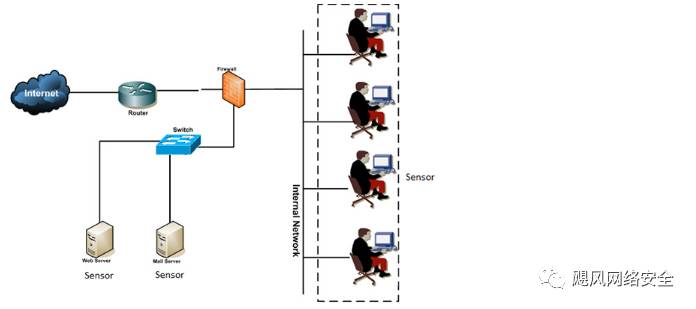 Firewall
Internet
Router
Switch
Internal Network
Sensor
Web Server
Mail Server
Sensor
Sensor
飓风网络安全